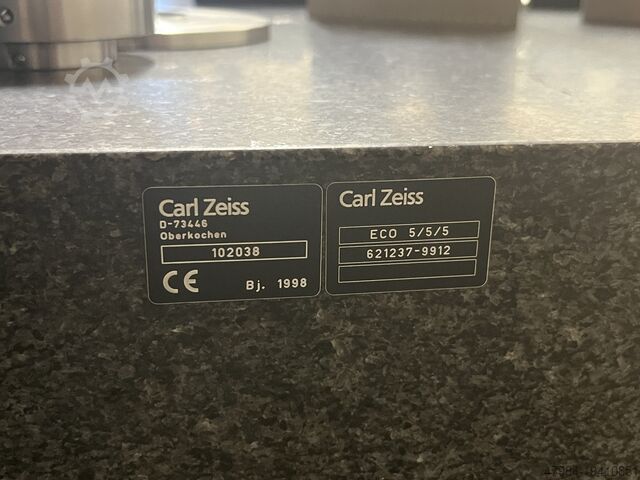 Carl Zeiss
D-73446
Oberkochen
102038
CE Bj. 1998
Carl Zeiss
ECO 5/5/5
621237-9912